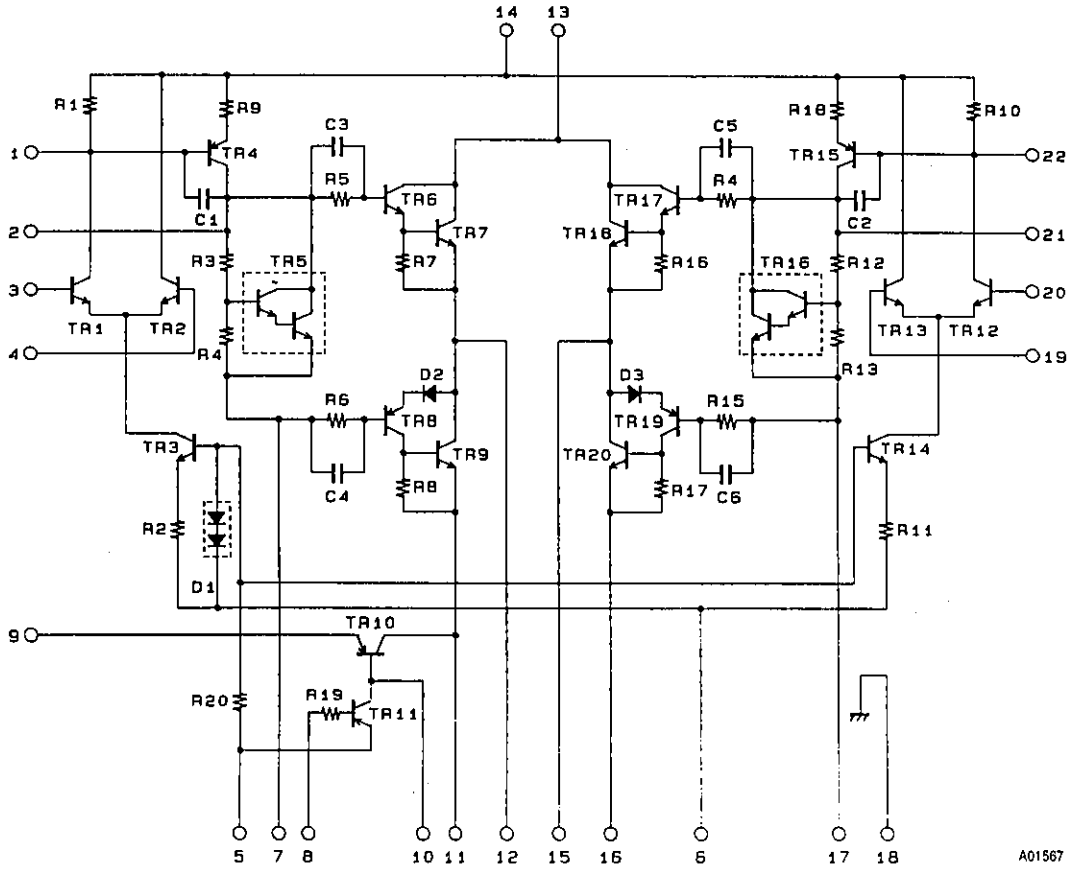 14 13
R1 R9 R18 R10
C3 C5
1 TR4 TR15 22
R5 TR6 TR17 R4
C1 C2
2 TR7 TR18 21
R3 TR5 R7 R16 TR16 R12
3 20
TR1 TR2 TR13 TR12
4 R4 R13 19
D2 D3
R6 TR8 TR19 R15
TR3 TR9 TR20 TR14
C4 R8 R17 C6
R2 R11
D1
9 TR10
R20 R19 TR11
5 7 8 10 11 12 15 16 6 17 18
A01567